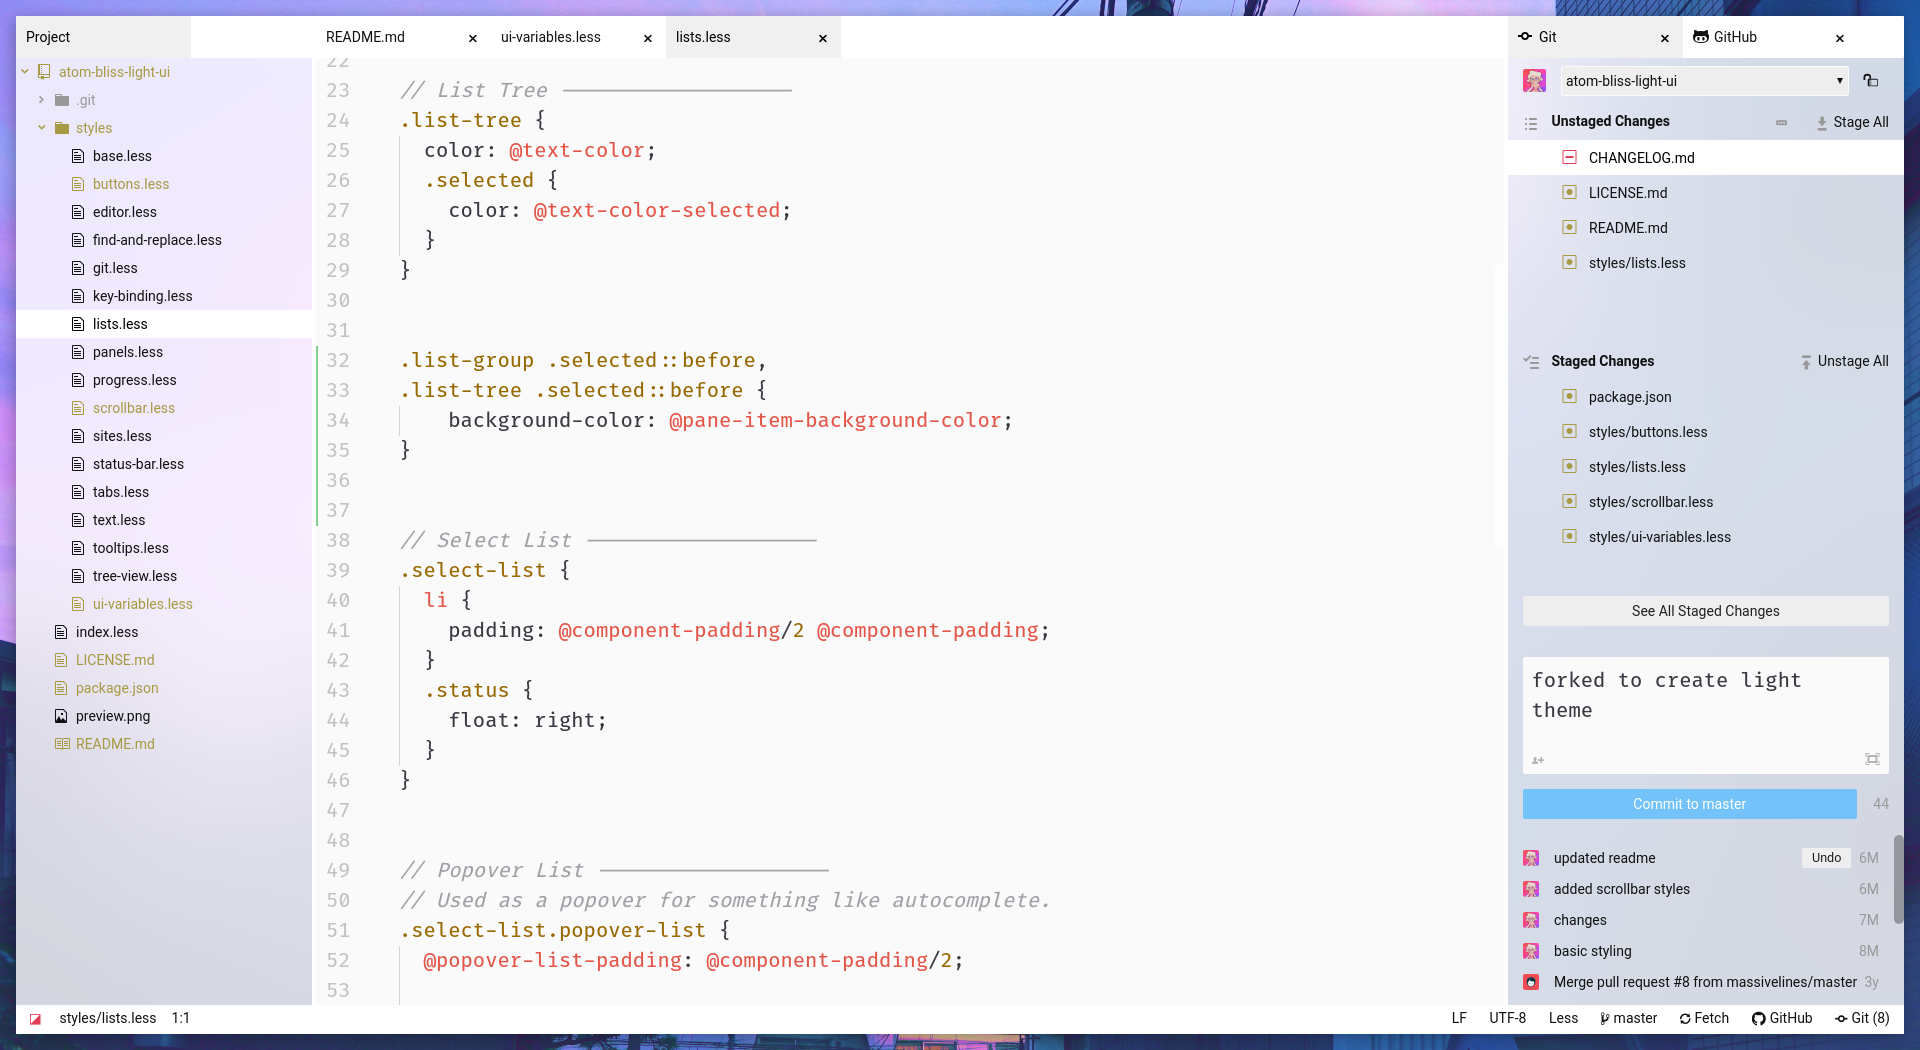 Project
atom-bliss-light-ui
.git
styles
base.less
buttons.less
editor.less
find-and-replace.less
git.less
key-binding.less
lists.less
panels.less
progress.less
scrollbar.less
sites.less
status-bar.less
tabs.less
text.less
tooltips.less
tree-view.less
ui-variables.less
index.less
LICENSE.md
package.json
preview.png
README.md
README.md ui-variables.less lists.less
22
23 // List Tree -------------------
24 .list-tree {
25 color: @text-color;
26 .selected {
27 color: @text-color-selected;
28 }
29 }
30
31
32 .list-group .selected::before,
33 .list-tree .selected::before {
34 background-color: @pane-item-background-color;
35 }
36
37
38 // Select List -------------------
39 .select-list {
40 li {
41 padding: @component-padding/2 @component-padding;
42 }
43 .status {
44 float: right;
45 }
46 }
47
48
49 // Popover List -------------------
50 // Used as a popover for something like autocomplete.
51 .select-list.popover-list {
52 @popover-list-padding: @component-padding/2;
53
Git GitHub
atom-bliss-light-ui
Unstaged Changes Stage All
CHANGELOG.md
LICENSE.md
README.md
styles/lists.less
Staged Changes Unstage All
package.json
styles/buttons.less
styles/lists.less
styles/scrollbar.less
styles/ui-variables.less
See All Staged Changes
forked to create light
theme
Commit to master 44
updated readme Undo 6M
added scrollbar styles 6M
changes 7M
basic styling 8M
Merge pull request #8 from massivelines/master 3y
styles/lists.less 1:1 LF UTF-8 Less master Fetch GitHub Git (8)